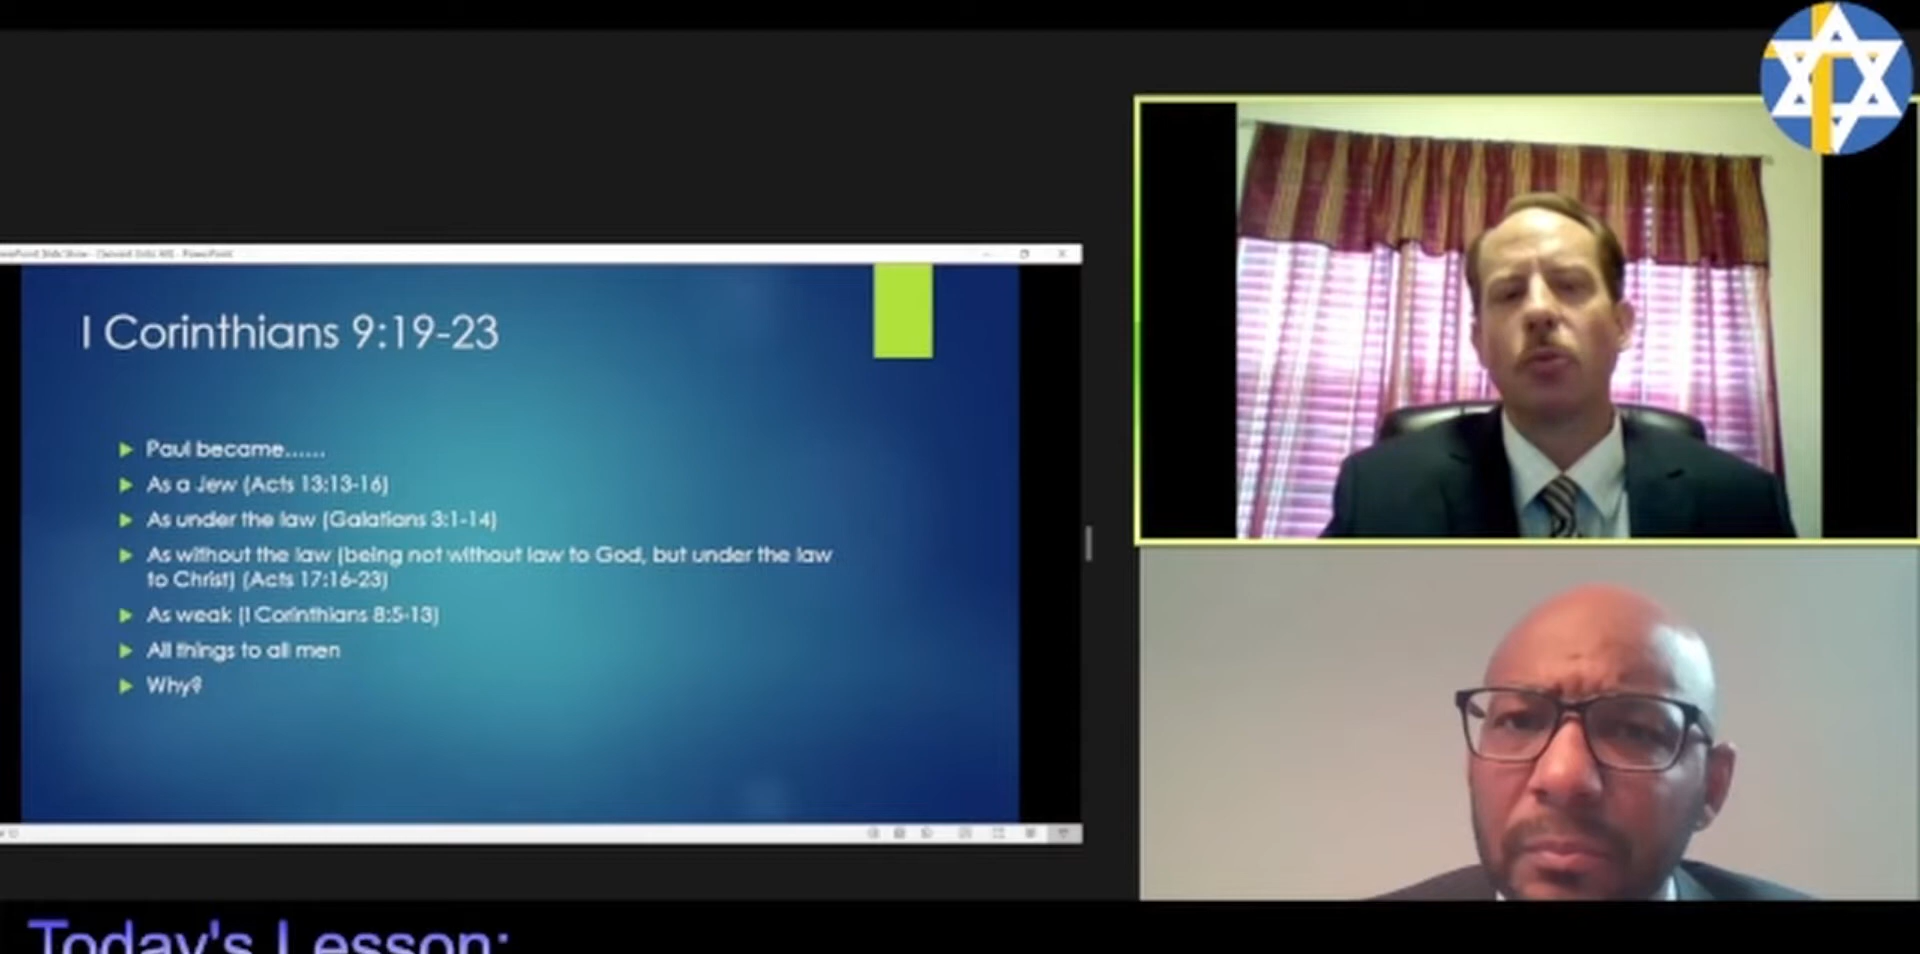 I Corinthians 9:19-23
Paul became......
As a Jew (Acts 13:13-16)
As under the law (Galatians 3:1-14)
As without the law (being not without law to God, but under the law
to Christ) (Acts 17:16-23)
As weak (I Corinthians 8:5-13)
All things to all men
Why?
Today's Lesson: